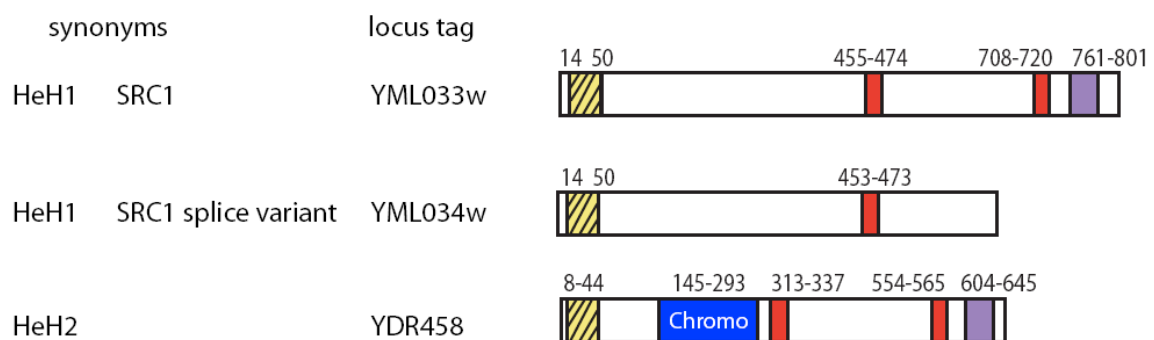 synonyms locus tag
14 50 455-474 708-720 761-801
HeH1 SRC1 YML033w
14 50 453-473
HeH1 SRC1 splice variant YML034w
8-44 145-293 313-337 554-565 604-645
HeH2 YDR458 Chromo